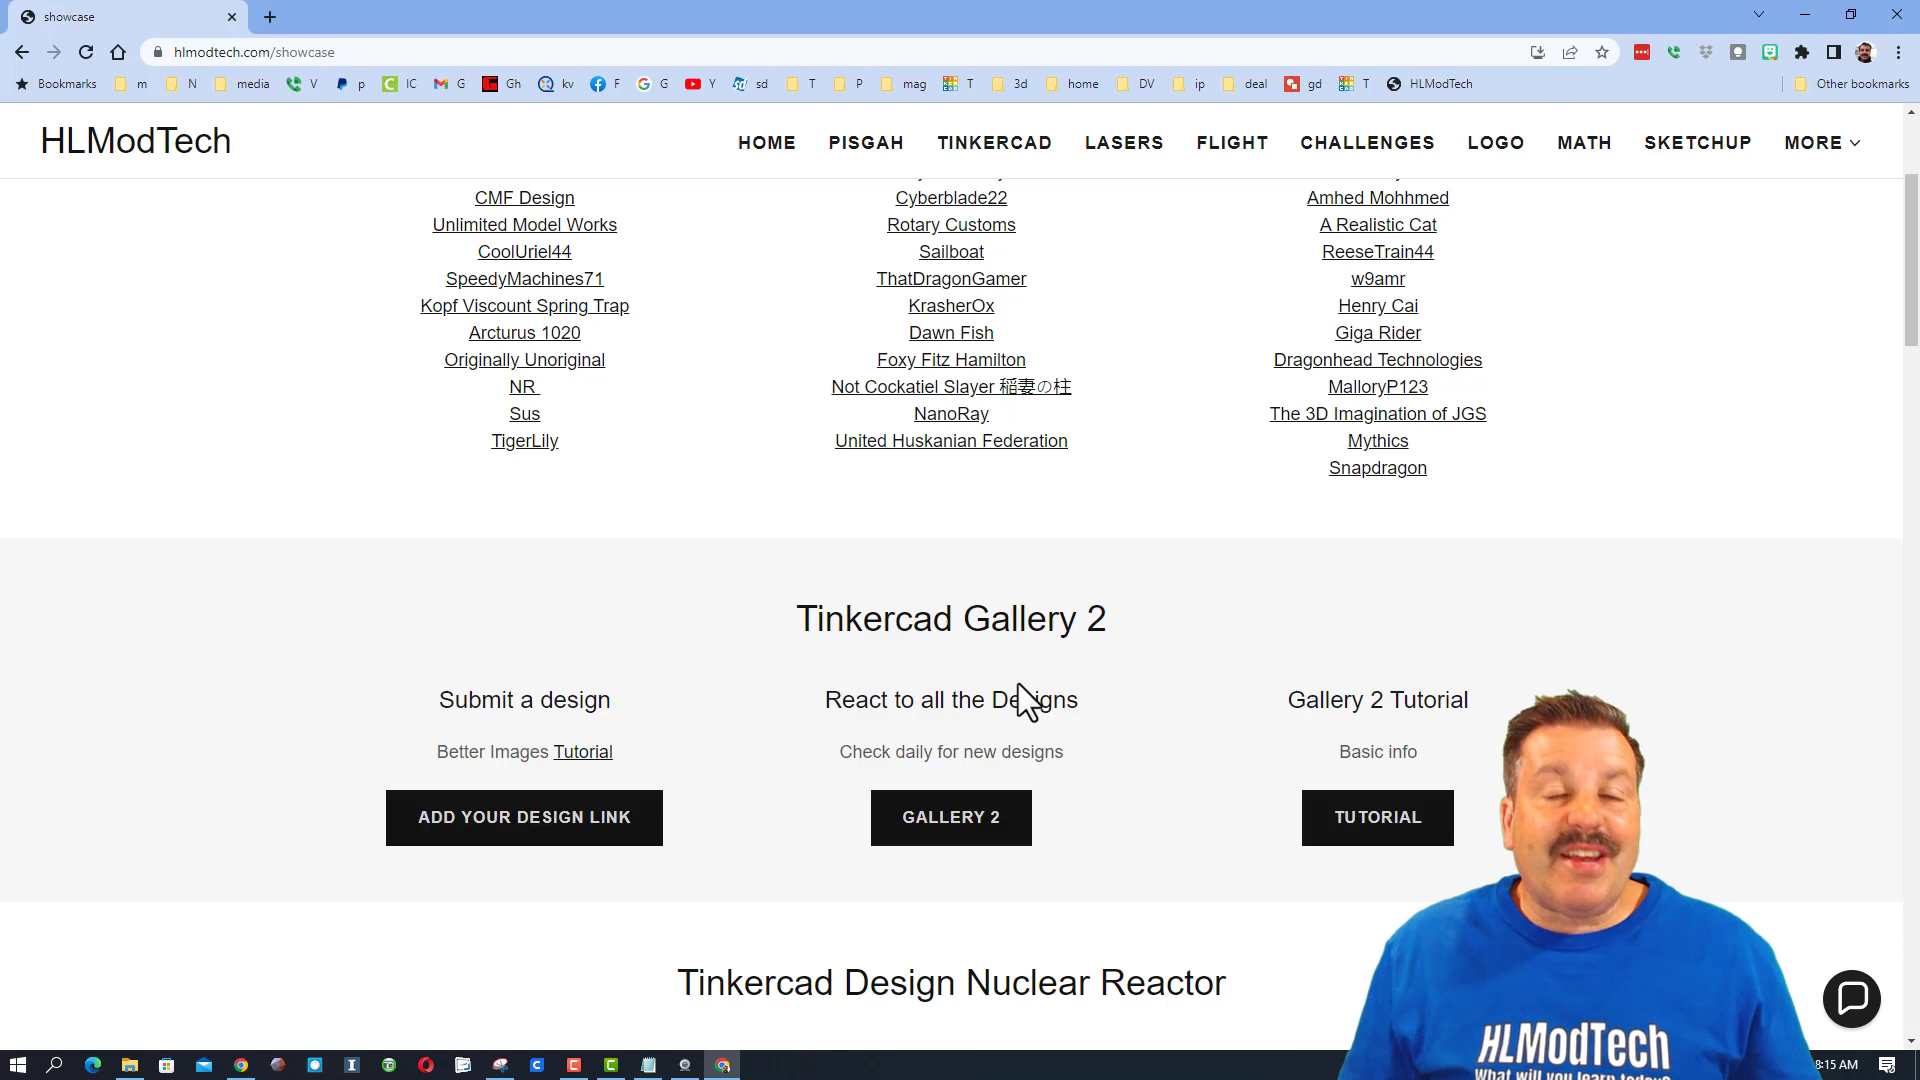 showcase
hlmodtech.com/showcase
Bookmarks m N media V p IC G Gh kv F G Y sd T P mag T 3d home DV ip deal gd T HLModTech Other bookmarks
HLModTech
HOME PISGAH TINKERCAD LASERS FLIGHT CHALLENGES LOGO MATH SKETCHUP MORE
CMF Design Cyberblade22 Amhed Mohhmed
Unlimited Model Works Rotary Customs A Realistic Cat
CoolUriel44 Sailboat ReeseTrain44
SpeedyMachines71 ThatDragonGamer w9amr
Kopf Viscount Spring Trap KrasherOx Henry Cai
Arcturus 1020 Dawn Fish Giga Rider
Originally Unoriginal Foxy Fitz Hamilton Dragonhead Technologies
NR Not Cockatiel Slayer 稲妻の柱 MalloryP123
Sus NanoRay The 3D Imagination of JGS
TigerLily United Huskanian Federation Mythics
Snapdragon
Tinkercad Gallery 2
Submit a design React to all the Designs Gallery 2 Tutorial
Better Images Tutorial Check daily for new designs Basic info
ADD YOUR DESIGN LINK GALLERY 2 TUTORIAL
Tinkercad Design Nuclear Reactor
HLModTech
What will you learn today?
8:15 AM